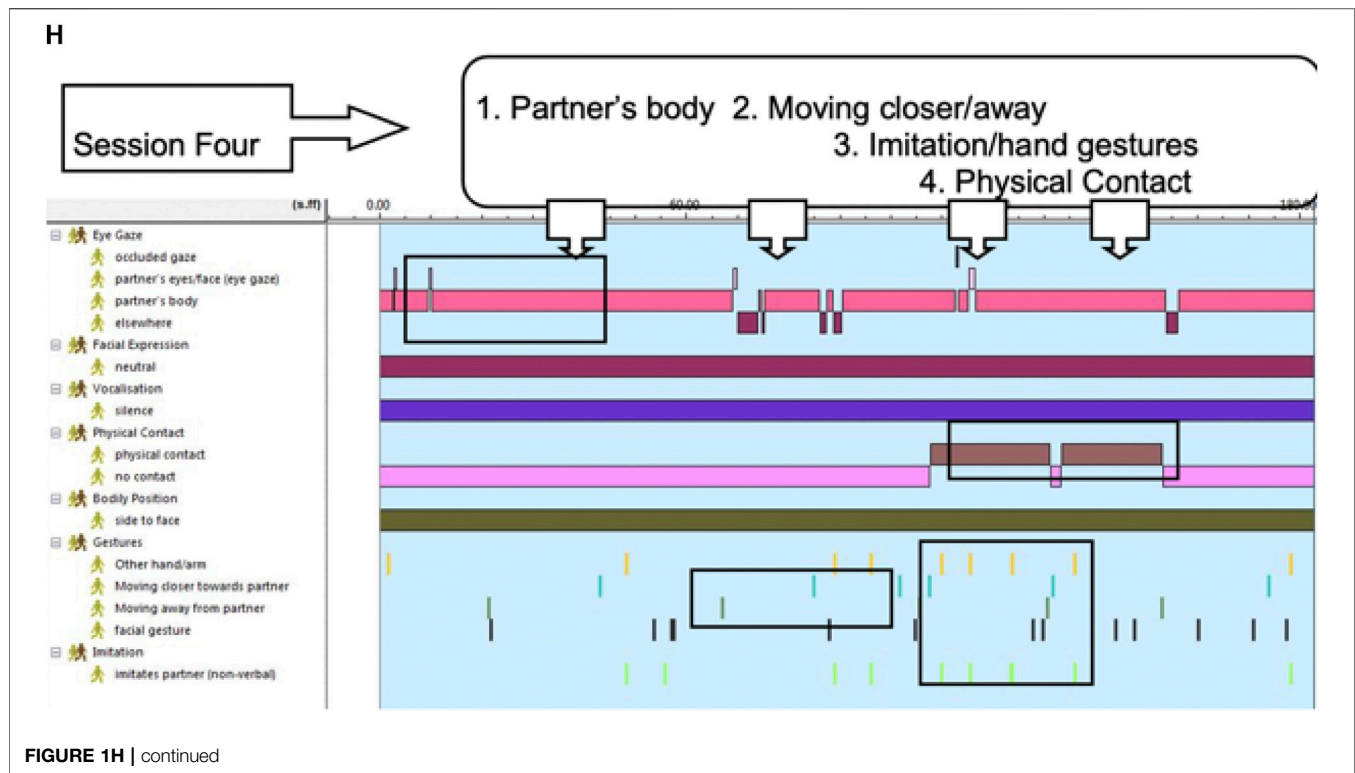 H
Session Four
1. Partner's body 2. Moving closer/away
3. Imitation/hand gestures
4. Physical Contact
(s.ff) 0.00 60.00
Eye Gaze
occluded gaze
partner's eyes/face (eye gaze)
partner's body
elsewhere
Facial Expression
neutral
Vocalisation
silence
Physical Contact
physical contact
no contact
Bodily Position
side to face
Gestures
Other hand/arm
Moving closer towards partner
Moving away from partner
facial gesture
Imitation
imitates partner (non-verbal)
FIGURE 1H | continued